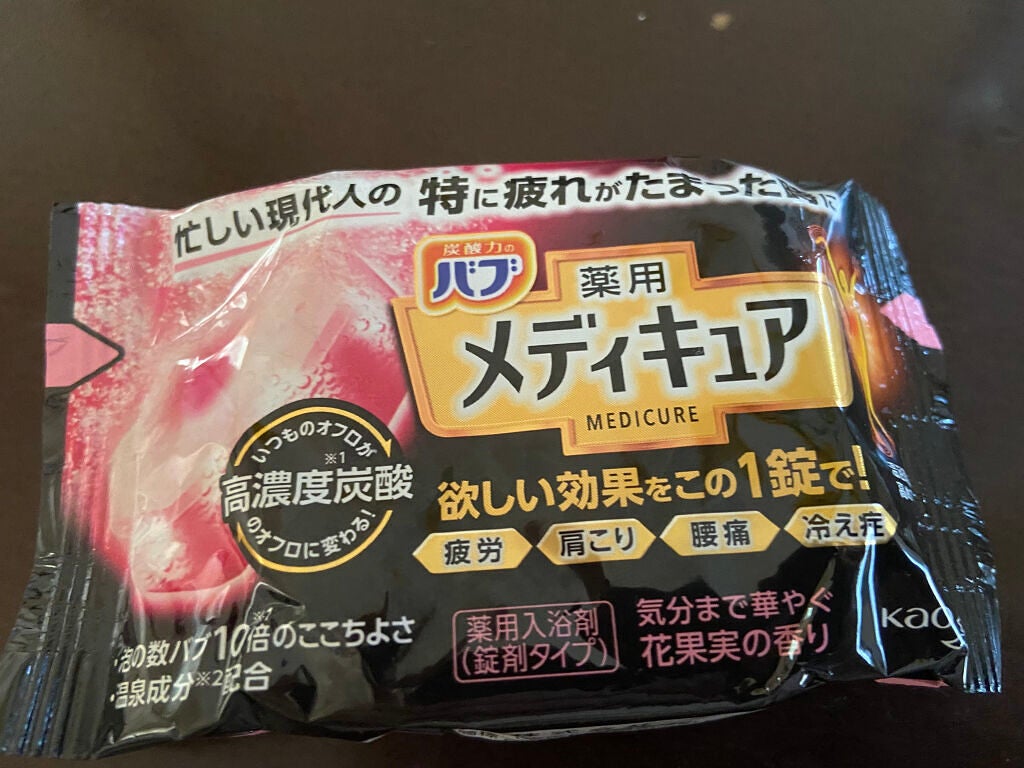 忙しい現代人の 特に疲れがたまった時に
炭酸力の
バブ
薬用
メディキュア
MEDICURE
いつものオフロが
※1
高濃度炭酸
のオフロに変わる!
欲しい効果をこの1錠で!
疲労 肩こり 腰痛 冷え症
・泡の数バブ10倍※1のここちよさ
・温泉成分※2配合
薬用入浴剤
(錠剤タイプ)
気分まで華やぐ
花果実の香り
Kao